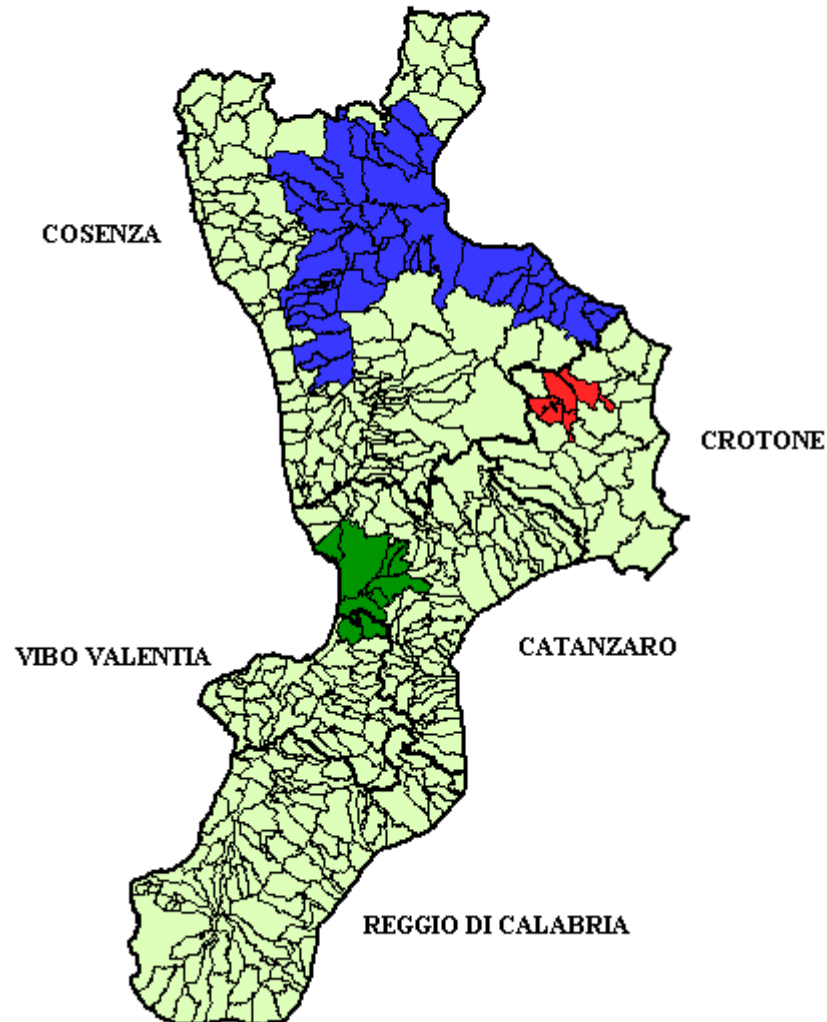 COSENZA
CROTONE
CATANZARO
VIBO VALENTIA
REGGIO DI CALABRIA